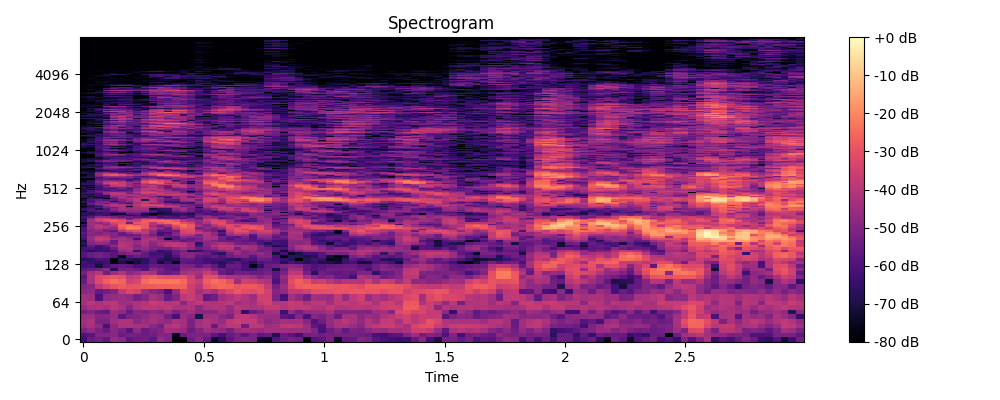 Spectrogram
Hz
4096
2048
1024
512
256
128
64
0
0
0.5
1
1.5
2
2.5
Time
+0 dB
-10 dB
-20 dB
-30 dB
-40 dB
-50 dB
-60 dB
-70 dB
-80 dB